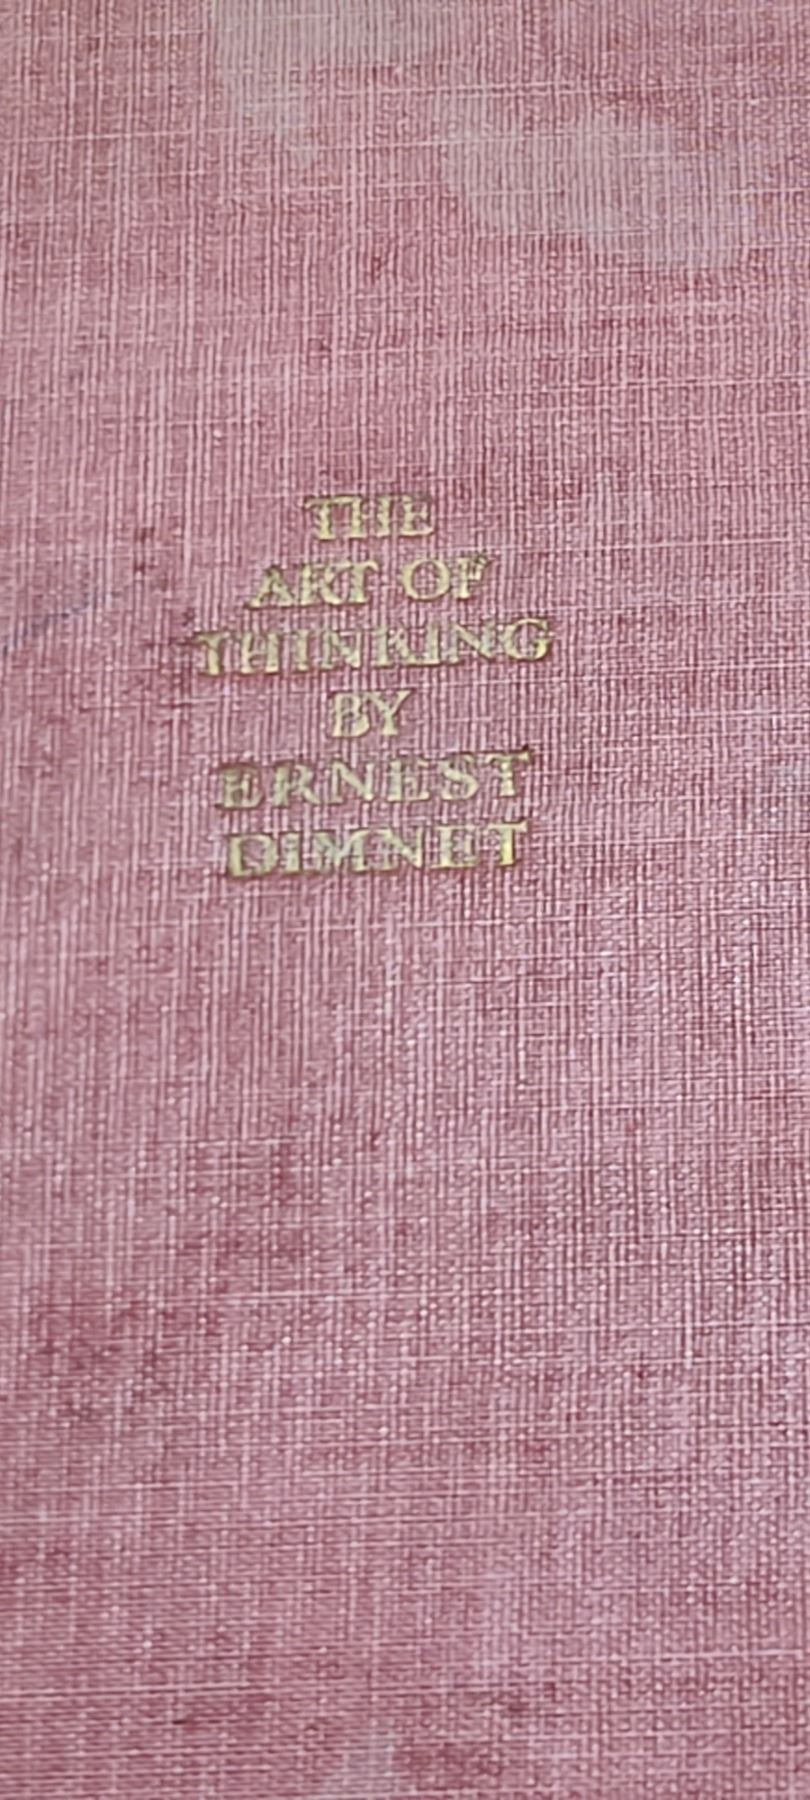 THE
ART OF
THINKING
BY
ERNEST
DIMNET